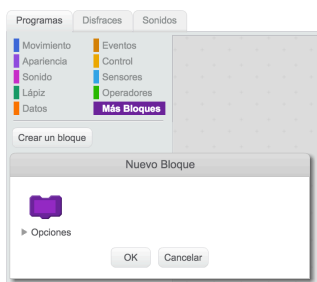 Programas Disfraces Sonidos
Movimiento Eventos
Apariencia Control
Sonido Sensores
Lápiz Operadores
Datos Más Bloques
Crear un bloque
Nuevo Bloque
Opciones
OK Cancelar